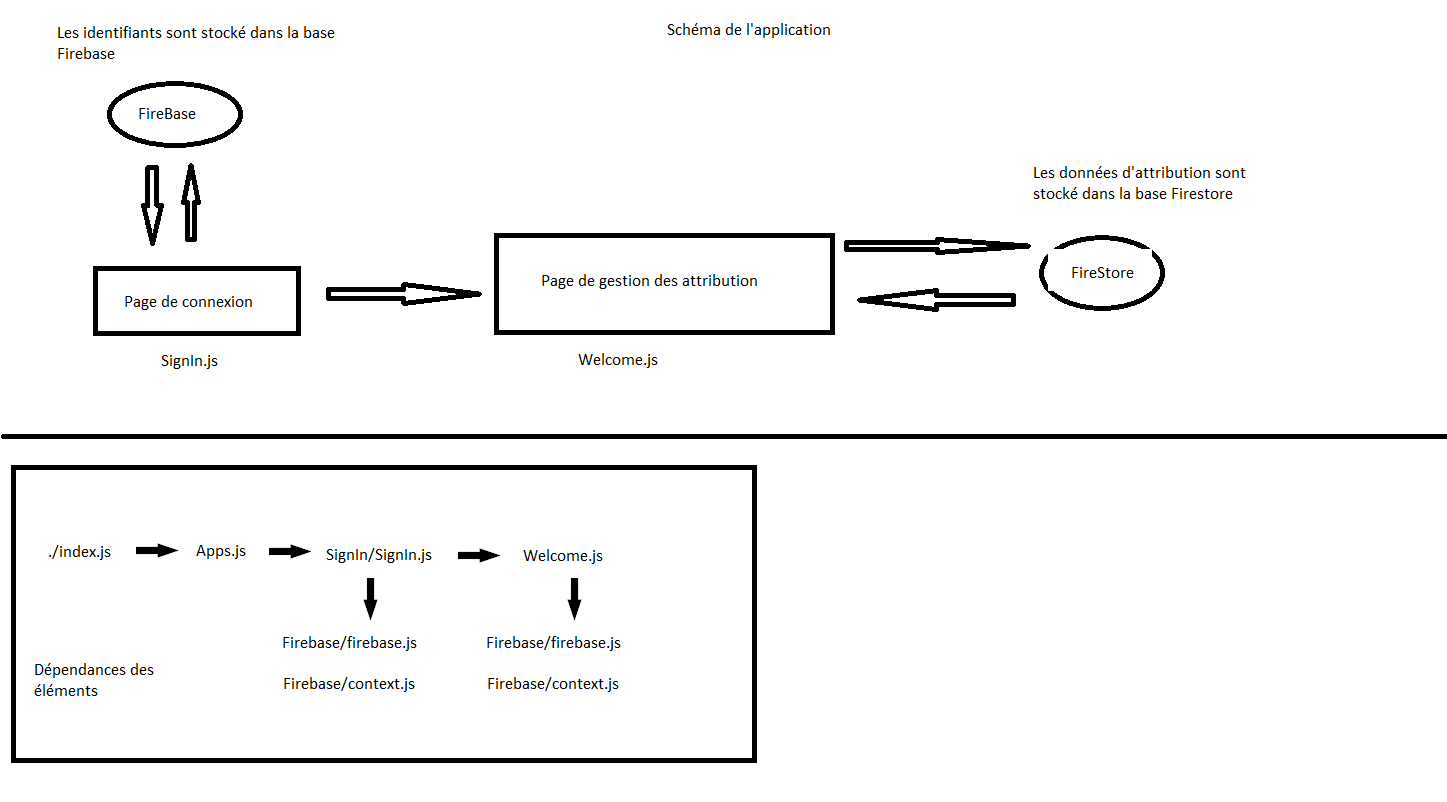 Schéma de l'application
Les identifiants sont stocké dans la base
Firebase
FireBase
Les données d'attribution sont
stocké dans la base Firestore
FireStore
Page de gestion des attribution
Page de connexion
SignIn.js
Welcome.js
./index.js
Apps.js
SignIn/SignIn.js
Welcome.js
Firebase/firebase.js
Firebase/firebase.js
Dépendances des
éléments
Firebase/context.js
Firebase/context.js